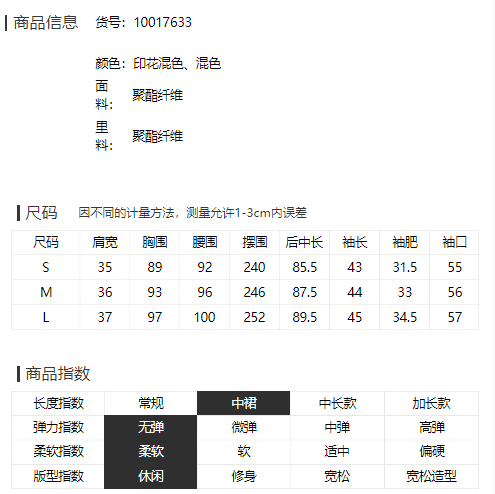 商品信息 货号：10017633
颜色：印花混色、混色
面料： 聚酯纤维
里料： 聚酯纤维
尺码 因不同的计量方法，测量允许1-3cm内误差
尺码 肩宽 胸围 腰围 摆围 后中长 袖长 袖肥 袖口
S 35 89 92 240 85.5 43 31.5 55
M 36 93 96 246 87.5 44 33 56
L 37 97 100 252 89.5 45 34.5 57
商品指数
长度指数 常规 中裙 中长款 加长款
弹力指数 无弹 微弹 中弹 高弹
柔软指数 柔软 软 适中 偏硬
版型指数 休闲 修身 宽松 宽松造型